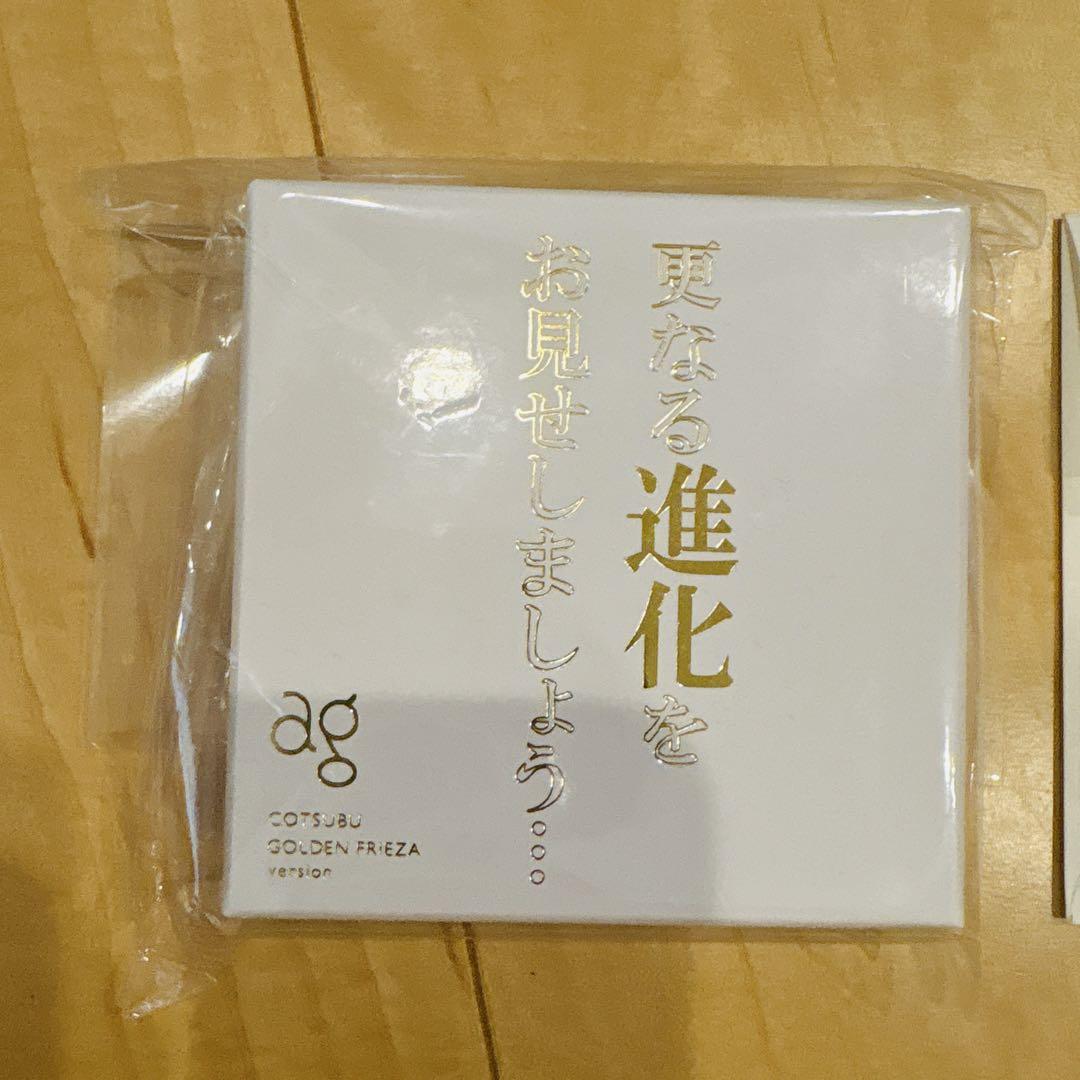 更なる進化を
お見せしましょう...
ag
COTSUBU
GOLDEN FRIEZA
version